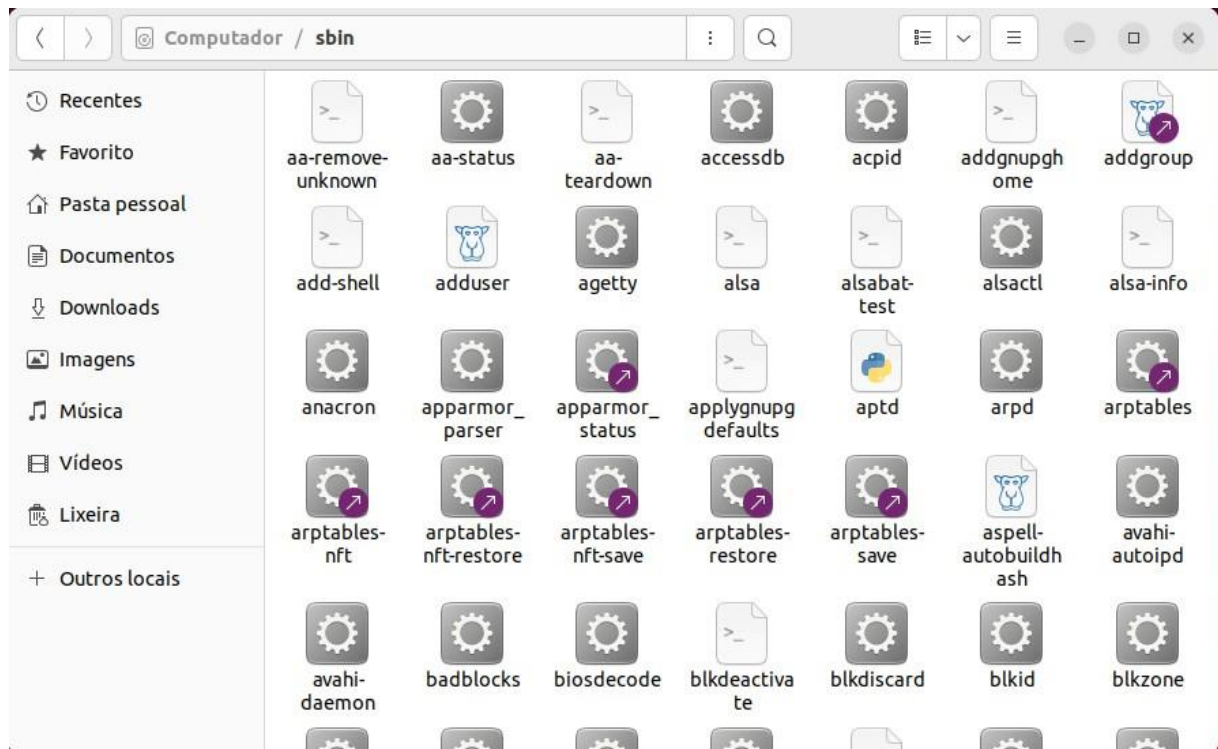 Computador / sbin
Recentes
Favorito
Pasta pessoal
Documentos
Downloads
Imagens
Música
Vídeos
Lixeira
+ Outros locais
>_ >_ >_
aa-remove- aa-status aa- accessdb acpid addgnupgh addgroup
unknown teardown ome
>_ >_ >_ >_
add-shell adduser agetty alsa alsabat- alsactl alsa-info
test
>_
anacron apparmor_ apparmor_ applygnupg aptd arpd arptables
parser status defaults
arptables- arptables- arptables- arptables- arptables- aspell- avahi-
nft nft-restore nft-save restore save autobuildh autoipd
ash
>_
avahi- badblocks biosdecode blkdeactiva blkdiscard blkid blkzone
daemon te